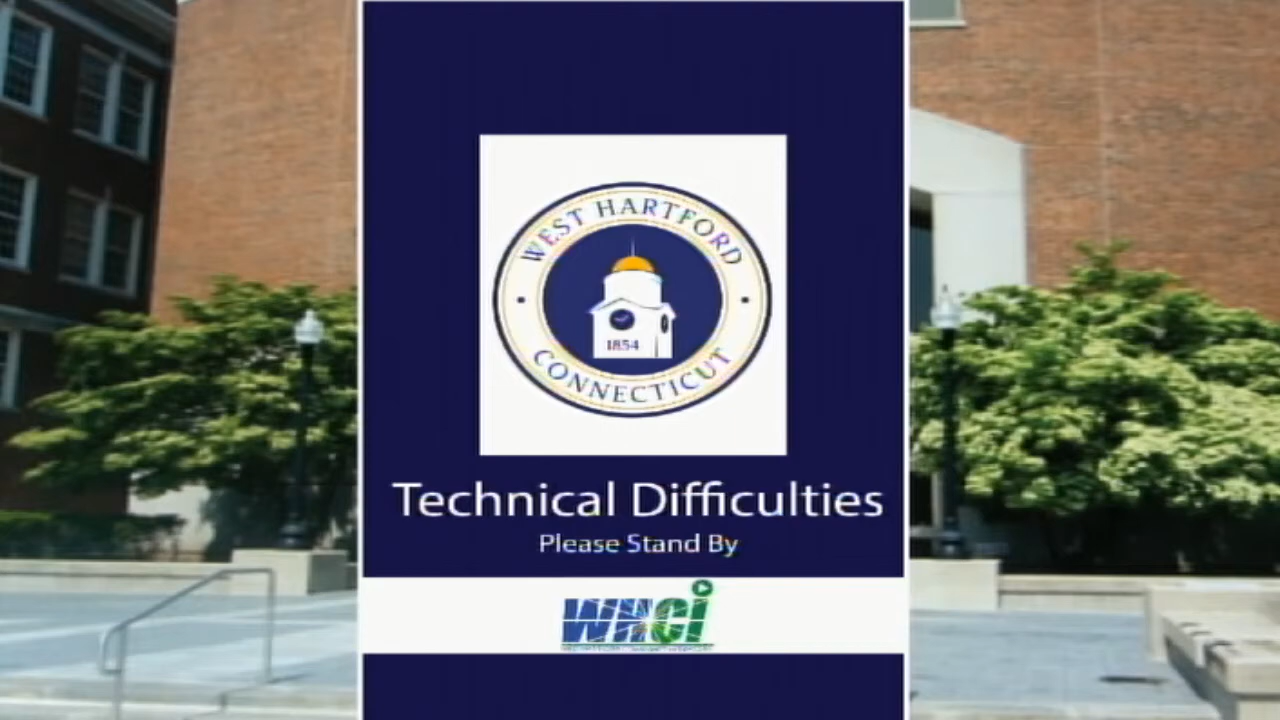 WEST HARTFORD
1854
CONNECTICUT
Technical Difficulties
Please Stand By
WHCi